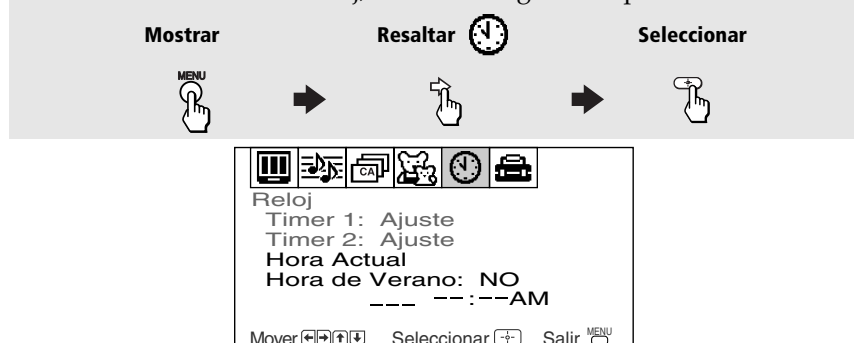 Mostrar Resaltar Seleccionar
MENU
CA
Reloj
Timer 1: Ajuste
Timer 2: Ajuste
Hora Actual
Hora de Verano: NO
___ --:--AM
Mover Seleccionar Salir MENU